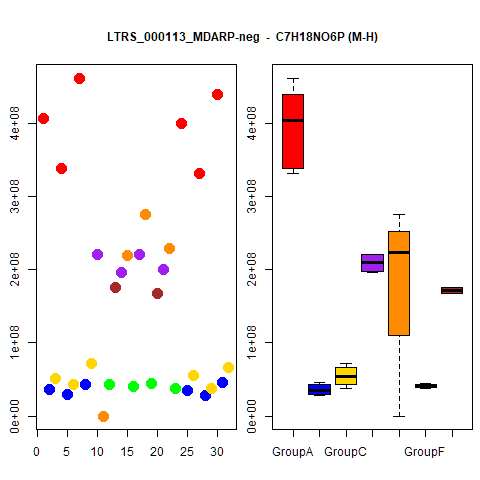 LTRS_000113_MDARP-neg - C7H18NO6P (M-H)
4e+08
3e+08
2e+08
1e+08
0e+00
0 5 10 15 20 25 30
4e+08
3e+08
2e+08
1e+08
0e+00
GroupA GroupC GroupF